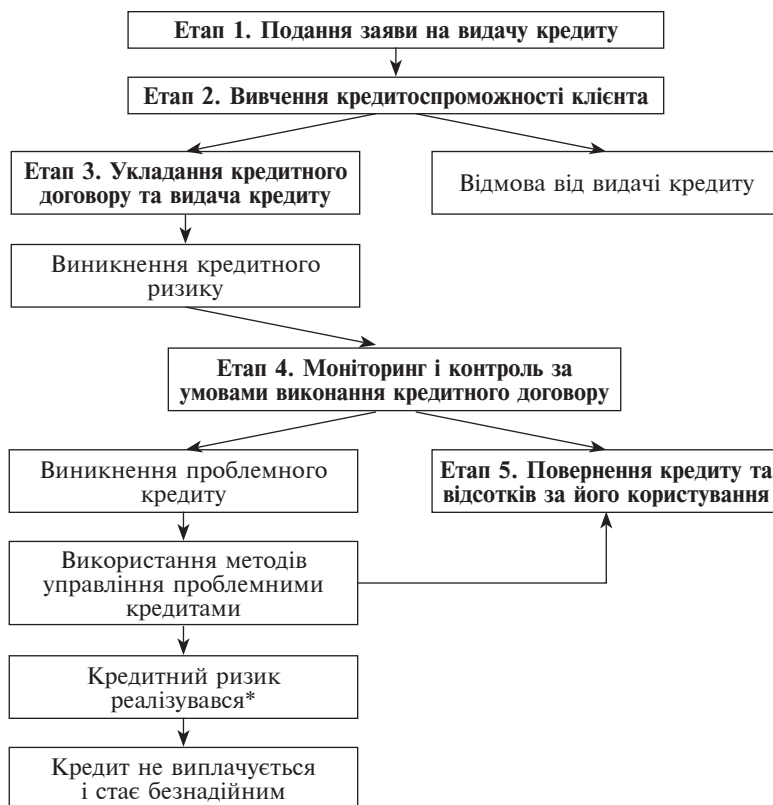 Етап 1. Подання заяви на видачу кредиту
Етап 2. Вивчення кредитоспроможності клієнта
Етап 3. Укладання кредитного
договору та видача кредиту
Відмова від видачі кредиту
Виникнення кредитного
ризику
Етап 4. Моніторинг і контроль за
умовами виконання кредитного договору
Виникнення проблемного
кредиту
Етап 5. Повернення кредиту та
відсотків за його користування
Використання методів
управління проблемними
кредитами
Кредитний ризик
реалізувався*
Кредит не виплачується
і стає безнадійним